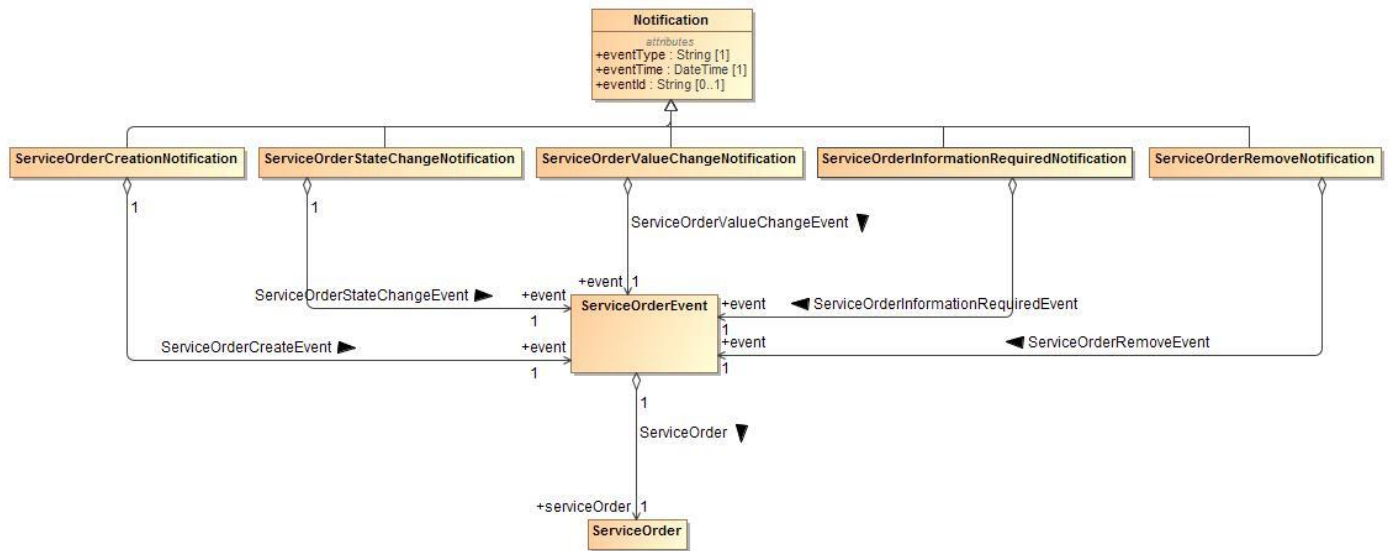 Notification
attributes
+eventType : String [1]
+eventTime : DateTime [1]
+eventId : String [0..1]
ServiceOrderCreationNotification
ServiceOrderStateChangeNotification
ServiceOrderValueChangeNotification
ServiceOrderInformationRequiredNotification
ServiceOrderRemoveNotification
1
1
ServiceOrderValueChangeEvent
+event 1
ServiceOrderStateChangeEvent
+event
1
ServiceOrderEvent
+event
1
ServiceOrderInformationRequiredEvent
ServiceOrderCreateEvent
+event
1
+event
1
ServiceOrderRemoveEvent
1
ServiceOrder
+serviceOrder 1
ServiceOrder